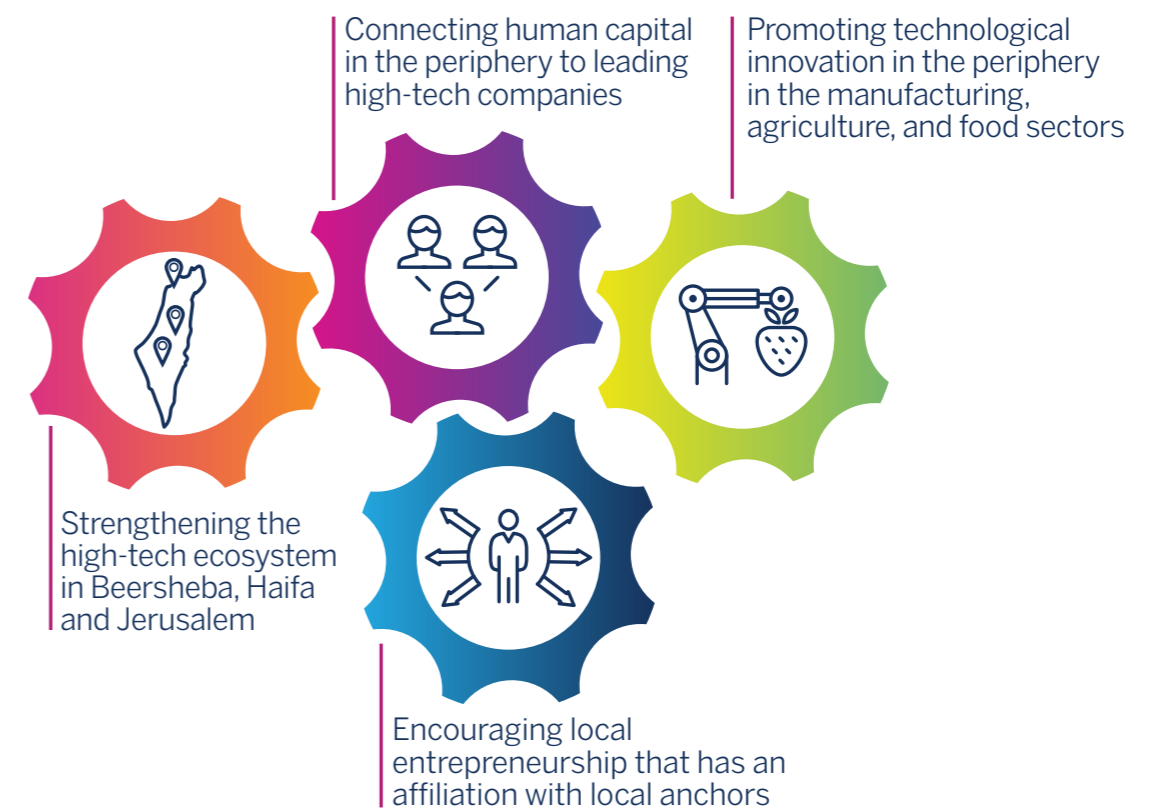 Connecting human capital
in the periphery to leading
high-tech companies
Promoting technological
innovation in the periphery
in the manufacturing,
agriculture, and food sectors
Strengthening the
high-tech ecosystem
in Beersheba, Haifa
and Jerusalem
Encouraging local
entrepreneurship that has an
affiliation with local anchors